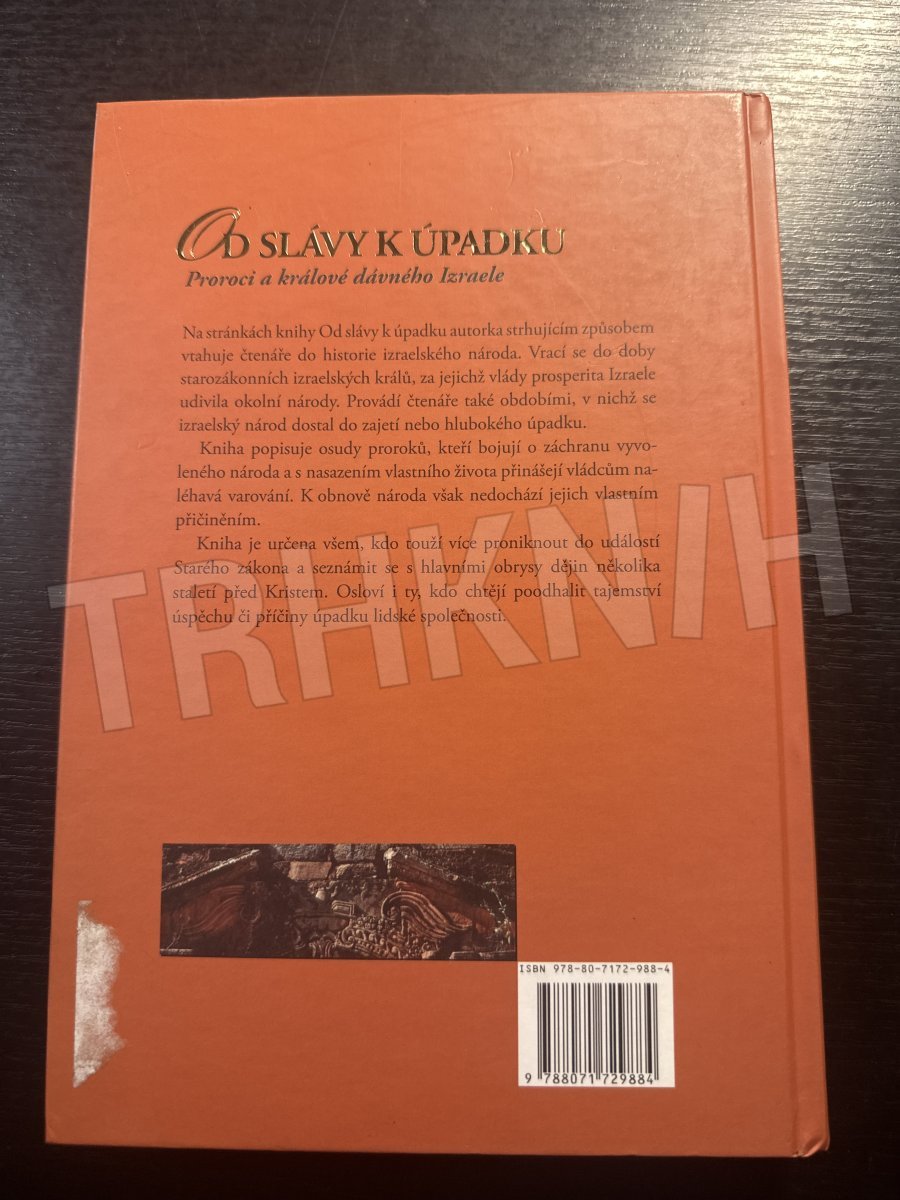 OD SLÁVY K ÚPADKU
Proroci a králové dávného Izraele
Na stránkách knihy Od slávy k úpadku autorka strhujícím způsobem
vtahuje čtenáře do historie izraelského národa. Vrací se do doby
starozákonních izraelských králů, za jejichž vlády prosperita Izraele
udivila okolní národy. Provádí čtenáře také obdobími, v nichž se
izraelský národ dostal do zajetí nebo hlubokého úpadku.
Kniha popisuje osudy proroků, kteří bojují o záchranu vyvo-
leného národa a s nasazením vlastního života přinášejí vládcům na-
léhavá varování. K obnově národa však nedochází jejich vlastním
přičiněním.
Kniha je určena všem, kdo touží více proniknout do událostí
Starého zákona a seznámit se s hlavními obrysy dějin několika
staletí před Kristem. Osloví i ty, kdo chtějí poodhalit tajemství
úspěchu či příčiny úpadku lidské společnosti.
TRHKNIH
ISBN 978-80-7172-988-4
9 788071 729884